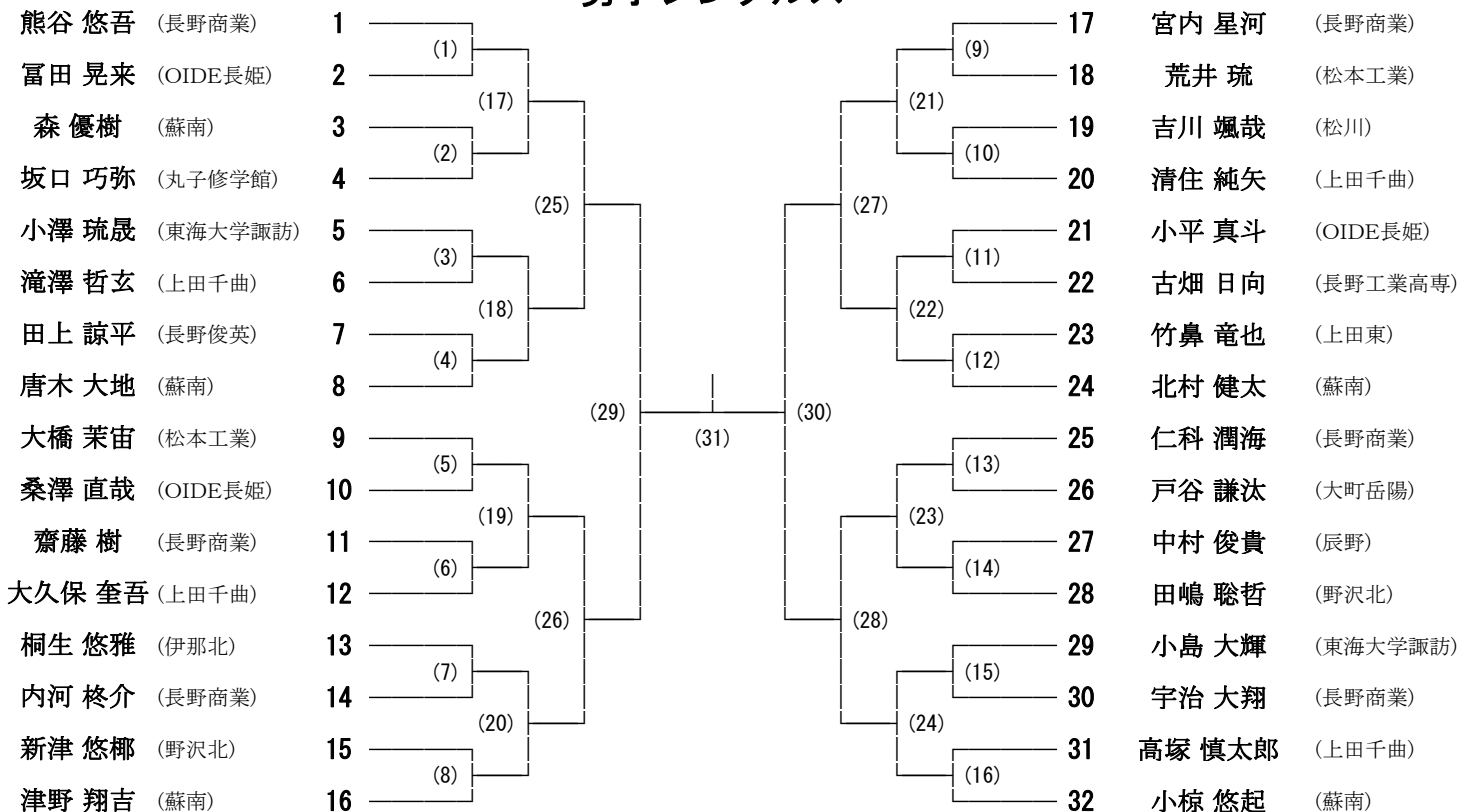 熊谷 悠吾 (長野商業) 1
冨田 晃来 (OIDE長姫) 2
森 優樹 (蘇南) 3
坂口 巧弥 (丸子修学館) 4
小澤 琉晟 (東海大学諏訪) 5
滝澤 哲玄 (上田千曲) 6
田上 諒平 (長野俊英) 7
唐木 大地 (蘇南) 8
大橋 茉宙 (松本工業) 9
桑澤 直哉 (OIDE長姫) 10
齋藤 樹 (長野商業) 11
大久保 奎吾 (上田千曲) 12
桐生 悠雅 (伊那北) 13
内河 柊介 (長野商業) 14
新津 悠椰 (野沢北) 15
津野 翔吉 (蘇南) 16
(1)
(2)
(3)
(4)
(5)
(6)
(7)
(8)
(17)
(18)
(19)
(20)
(25)
(26)
(29)
(31)
(30)
(27)
(28)
(21)
(22)
(23)
(24)
(9)
(10)
(11)
(12)
(13)
(14)
(15)
(16)
17 宮内 星河 (長野商業)
18 荒井 琉 (松本工業)
19 吉川 颯哉 (松川)
20 清住 純矢 (上田千曲)
21 小平 真斗 (OIDE長姫)
22 古畑 日向 (長野工業高専)
23 竹鼻 竜也 (上田東)
24 北村 健太 (蘇南)
25 仁科 潤海 (長野商業)
26 戸谷 謙汰 (大町岳陽)
27 中村 俊貴 (辰野)
28 田嶋 聡哲 (野沢北)
29 小島 大輝 (東海大学諏訪)
30 宇治 大翔 (長野商業)
31 高塚 慎太郎 (上田千曲)
32 小椋 悠起 (蘇南)